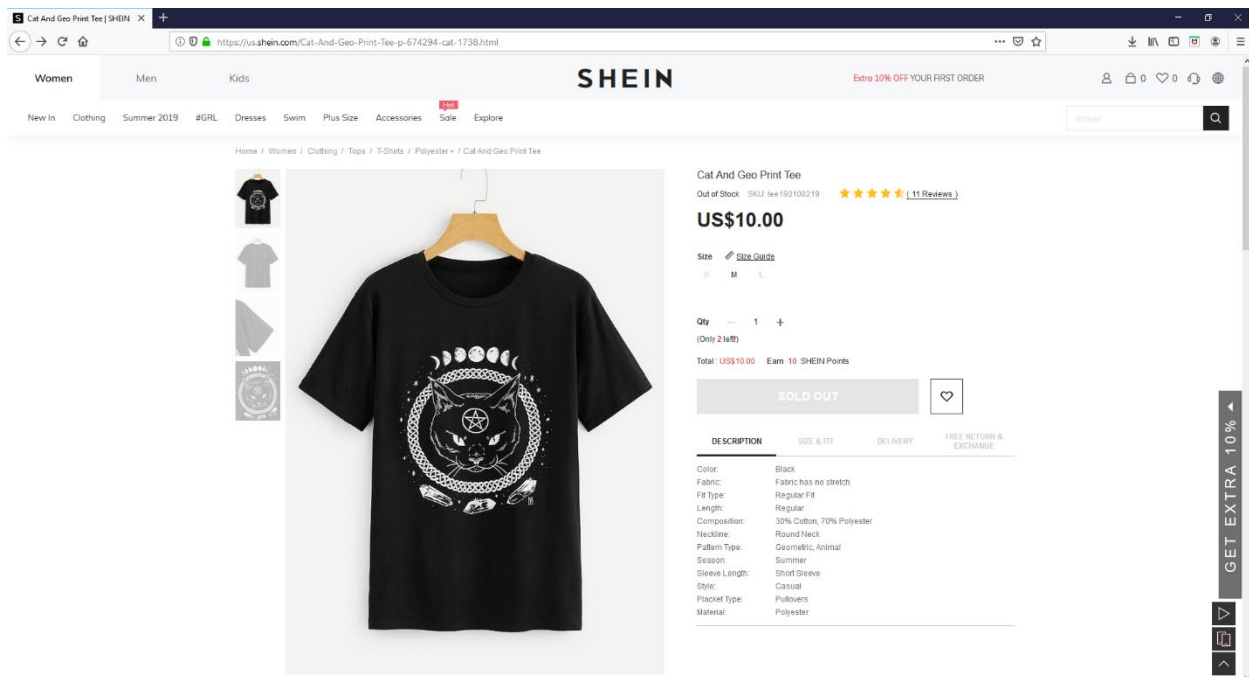 Cat And Geo Print Tee | SHEIN
https://us.shein.com/Cat-And-Geo-Print-Tee-p-674294-cat-1738.html
Women Men Kids SHEIN Extra 10% OFF YOUR FIRST ORDER 0 0
Hot
New In Clothing Summer 2019 #GRL Dresses Swim Plus Size Accessories Sale Explore
Home / Women / Clothing / Tops / T-Shirts / Polyester / Cat And Geo Print Tee
Cat And Geo Print Tee
Out of Stock SKU: tee190108219 ( 11 Reviews )
US$10.00
Size Size Guide
S M L
Qty — 1 +
(Only 2 left!)
Total : US$10.00 Earn 10 SHEIN Points
SOLD OUT
DESCRIPTION SIZE & FIT DELIVERY FREE RETURN & EXCHANGE
Color: Black
Fabric: Fabric has no stretch
Fit Type: Regular Fit
Length: Regular
Composition: 30% Cotton, 70% Polyester
Neckline: Round Neck
Pattern Type: Geometric, Animal
Season: Summer
Sleeve Length: Short Sleeve
Style: Casual
Placket Type: Pullovers
Material: Polyester
GET EXTRA 10%